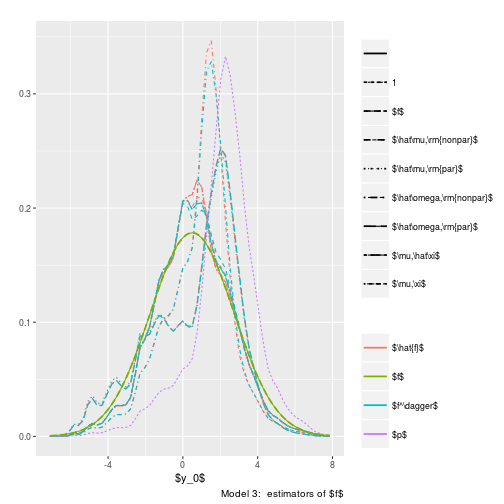 0.3
0.2
0.1
0.0
-4
0
4
8
$y_0$
1
$f$
$\hat\mu,\rm{nonpar}$
$\hat\mu,\rm{par}$
$\hat\omega,\rm{nonpar}$
$\hat\omega,\rm{par}$
$\mu,\hat\xi$
$\mu,\xi$
$\hat{f}$
$f$
$f^\dagger$
$p$
Model 3:  estimators of $f$